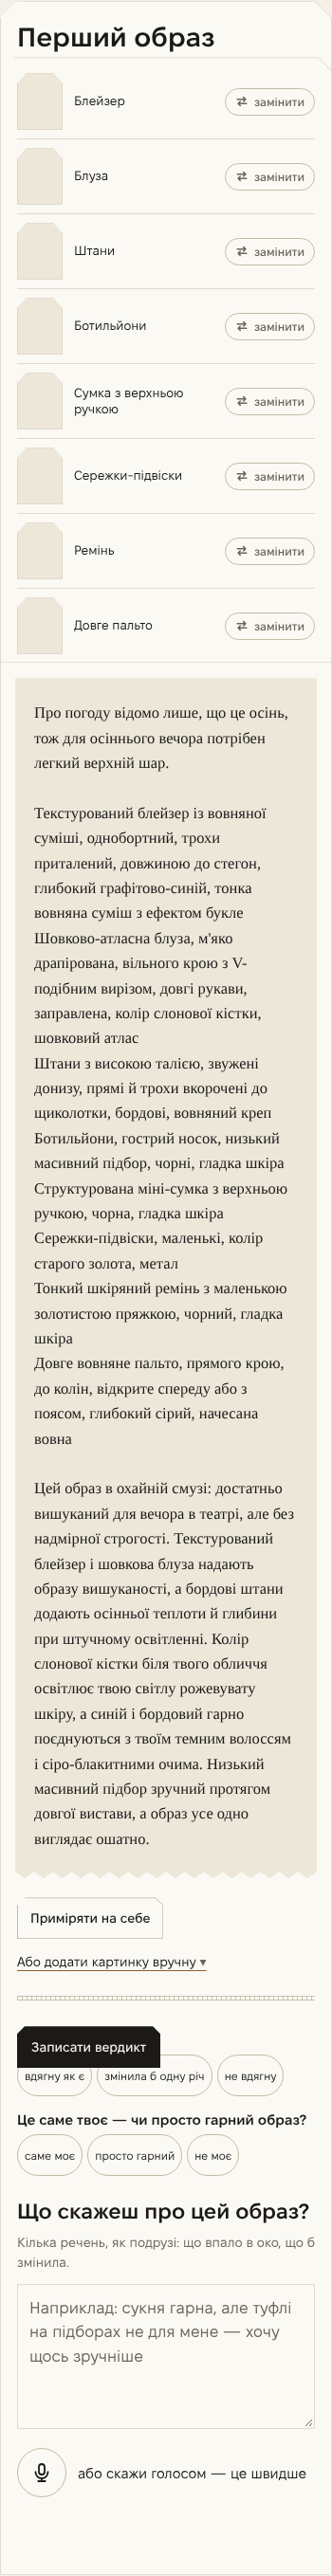 Перший образ
Блейзер
⇄ замінити
Блуза
⇄ замінити
Штани
⇄ замінити
Ботильйони
⇄ замінити
Сумка з верхньою
ручкою
⇄ замінити
Сережки-підвіски
⇄ замінити
Ремінь
⇄ замінити
Довге пальто
⇄ замінити
Про погоду відомо лише, що це осінь,
тож для осіннього вечора потрібен
легкий верхній шар.
Текстурований блейзер із вовняної
суміші, однобортний, трохи
приталений, довжиною до стегон,
глибокий графітово-синій, тонка
вовняна суміш з ефектом букле
Шовково-атласна блуза, м'яко
драпірована, вільного крою з V-
подібним вирізом, довгі рукави,
заправлена, колір слонової кістки,
шовковий атлас
Штани з високою талією, звужені
донизу, прямі й трохи вкорочені до
щиколотки, бордові, вовняний креп
Ботильйони, гострий носок, низький
масивний підбор, чорні, гладка шкіра
Структурована міні-сумка з верхньою
ручкою, чорна, гладка шкіра
Сережки-підвіски, маленькі, колір
старого золота, метал
Тонкий шкіряний ремінь з маленькою
золотистою пряжкою, чорний, гладка
шкіра
Довге вовняне пальто, прямого крою,
до колін, відкрите спереду або з
поясом, глибокий сірий, начесана
вовна
Цей образ в охайній смузі: достатньо
вишуканий для вечора в театрі, але без
надмірної строгості. Текстурований
блейзер і шовкова блуза надають
образу вишуканості, а бордові штани
додають осінньої теплоти й глибини
при штучному освітленні. Колір
слонової кістки біля твого обличчя
освітлює твою світлу рожевувату
шкіру, а синій і бордовий гарно
поєднуються з твоїм темним волоссям
і сіро-блакитними очима. Низький
масивний підбор зручний протягом
довгої вистави, а образ усе одно
виглядає ошатно.
Приміряти на себе
Або додати картинку вручну ▾
Записати вердикт
вдягну як є
змінила б одну річ
не вдягну
Це саме твоє — чи просто гарний образ?
саме моє
просто гарний
не моє
Що скажеш про цей образ?
Кілька речень, як подрузі: що впало в око, що б
змінила.
Наприклад: сукня гарна, але туфлі
на підборах не для мене — хочу
щось зручніше
або скажи голосом — це швидше